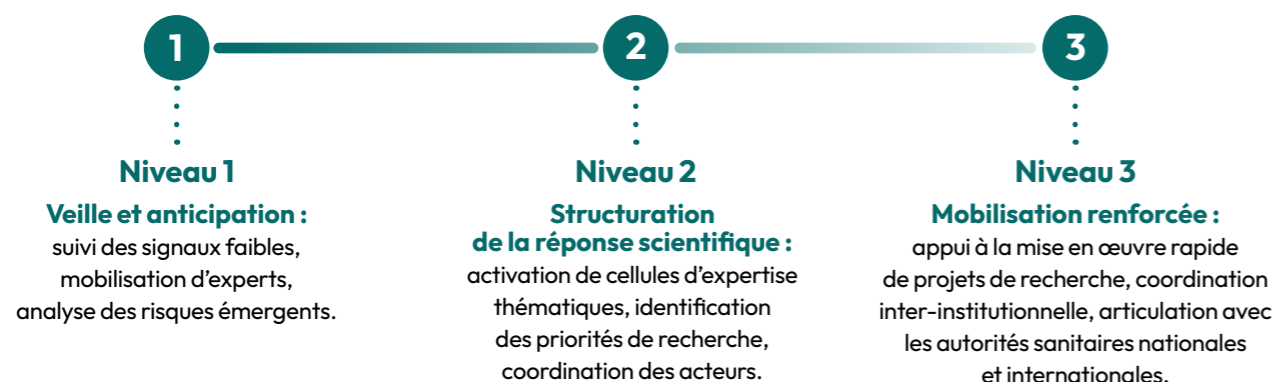 1
2
3
Niveau 1
Veille et anticipation :
suivi des signaux faibles,
mobilisation d’experts,
analyse des risques émergents.
Niveau 2
Structuration
de la réponse scientifique :
activation de cellules d’expertise
thématiques, identification
des priorités de recherche,
coordination des acteurs.
Niveau 3
Mobilisation renforcée :
appui à la mise en œuvre rapide
de projets de recherche, coordination
inter-institutionnelle, articulation avec
les autorités sanitaires nationales
et internationales.